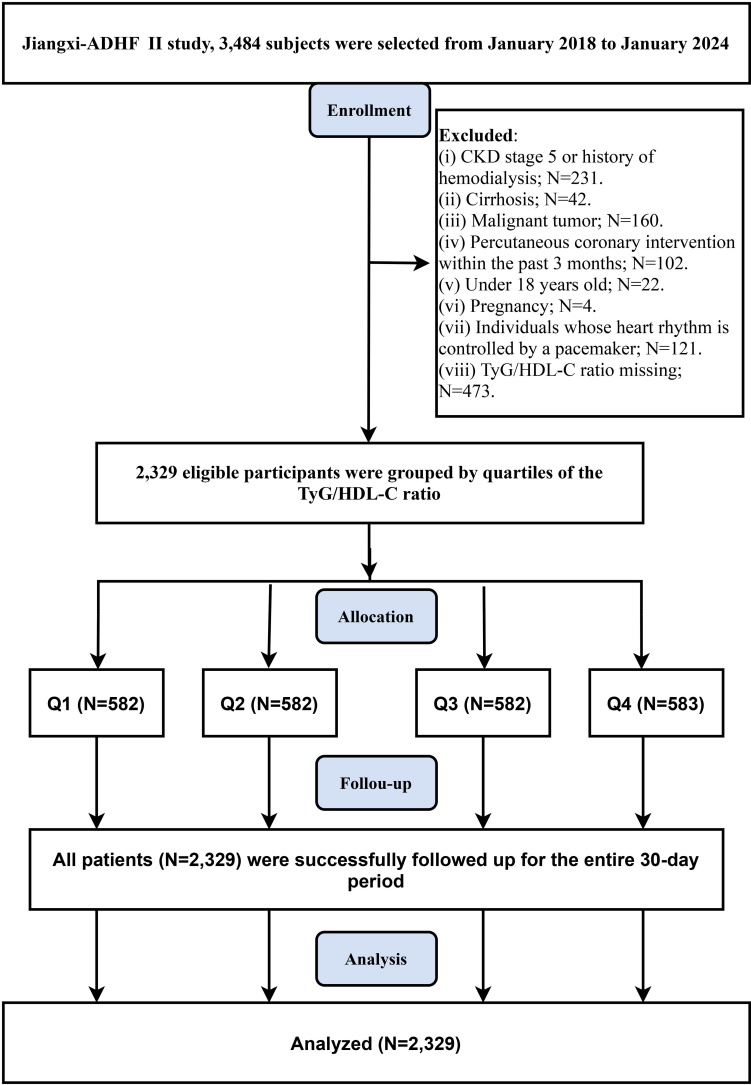 Jiangxi-ADHF II study, 3,484 subjects were selected from January 2018 to January 2024
Enrollment
Excluded:
(i) CKD stage 5 or history of
hemodialysis; N=231.
(ii) Cirrhosis; N=42.
(iii) Malignant tumor; N=160.
(iv) Percutaneous coronary intervention
within the past 3 months; N=102.
(v) Under 18 years old; N=22.
(vi) Pregnancy; N=4.
(vii) Individuals whose heart rhythm is
controlled by a pacemaker; N=121.
(viii) TyG/HDL-C ratio missing;
N=473.
2,329 eligible participants were grouped by quartiles of the
TyG/HDL-C ratio
Allocation
Q1 (N=582)
Q2 (N=582)
Q3 (N=582)
Q4 (N=583)
Follou-up
All patients (N=2,329) were successfully followed up for the entire 30-day
period
Analysis
Analyzed (N=2,329)